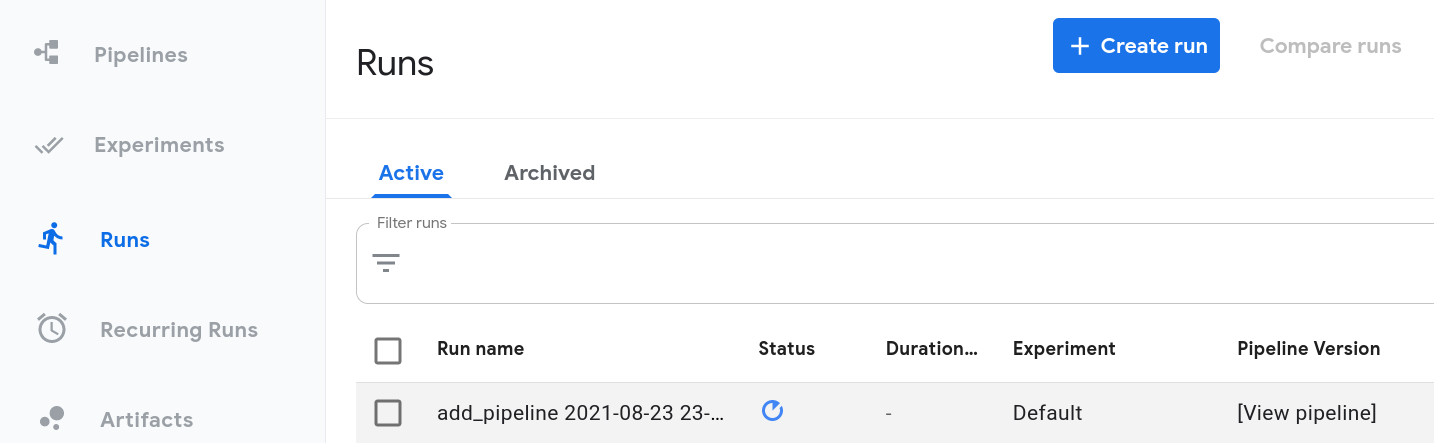 Pipelines
Experiments
Runs
Recurring Runs
Artifacts
Runs
+ Create run
Compare runs
Active
Archived
Filter runs
Run name Status Duration... Experiment Pipeline Version
add_pipeline 2021-08-23 23-... - Default [View pipeline]